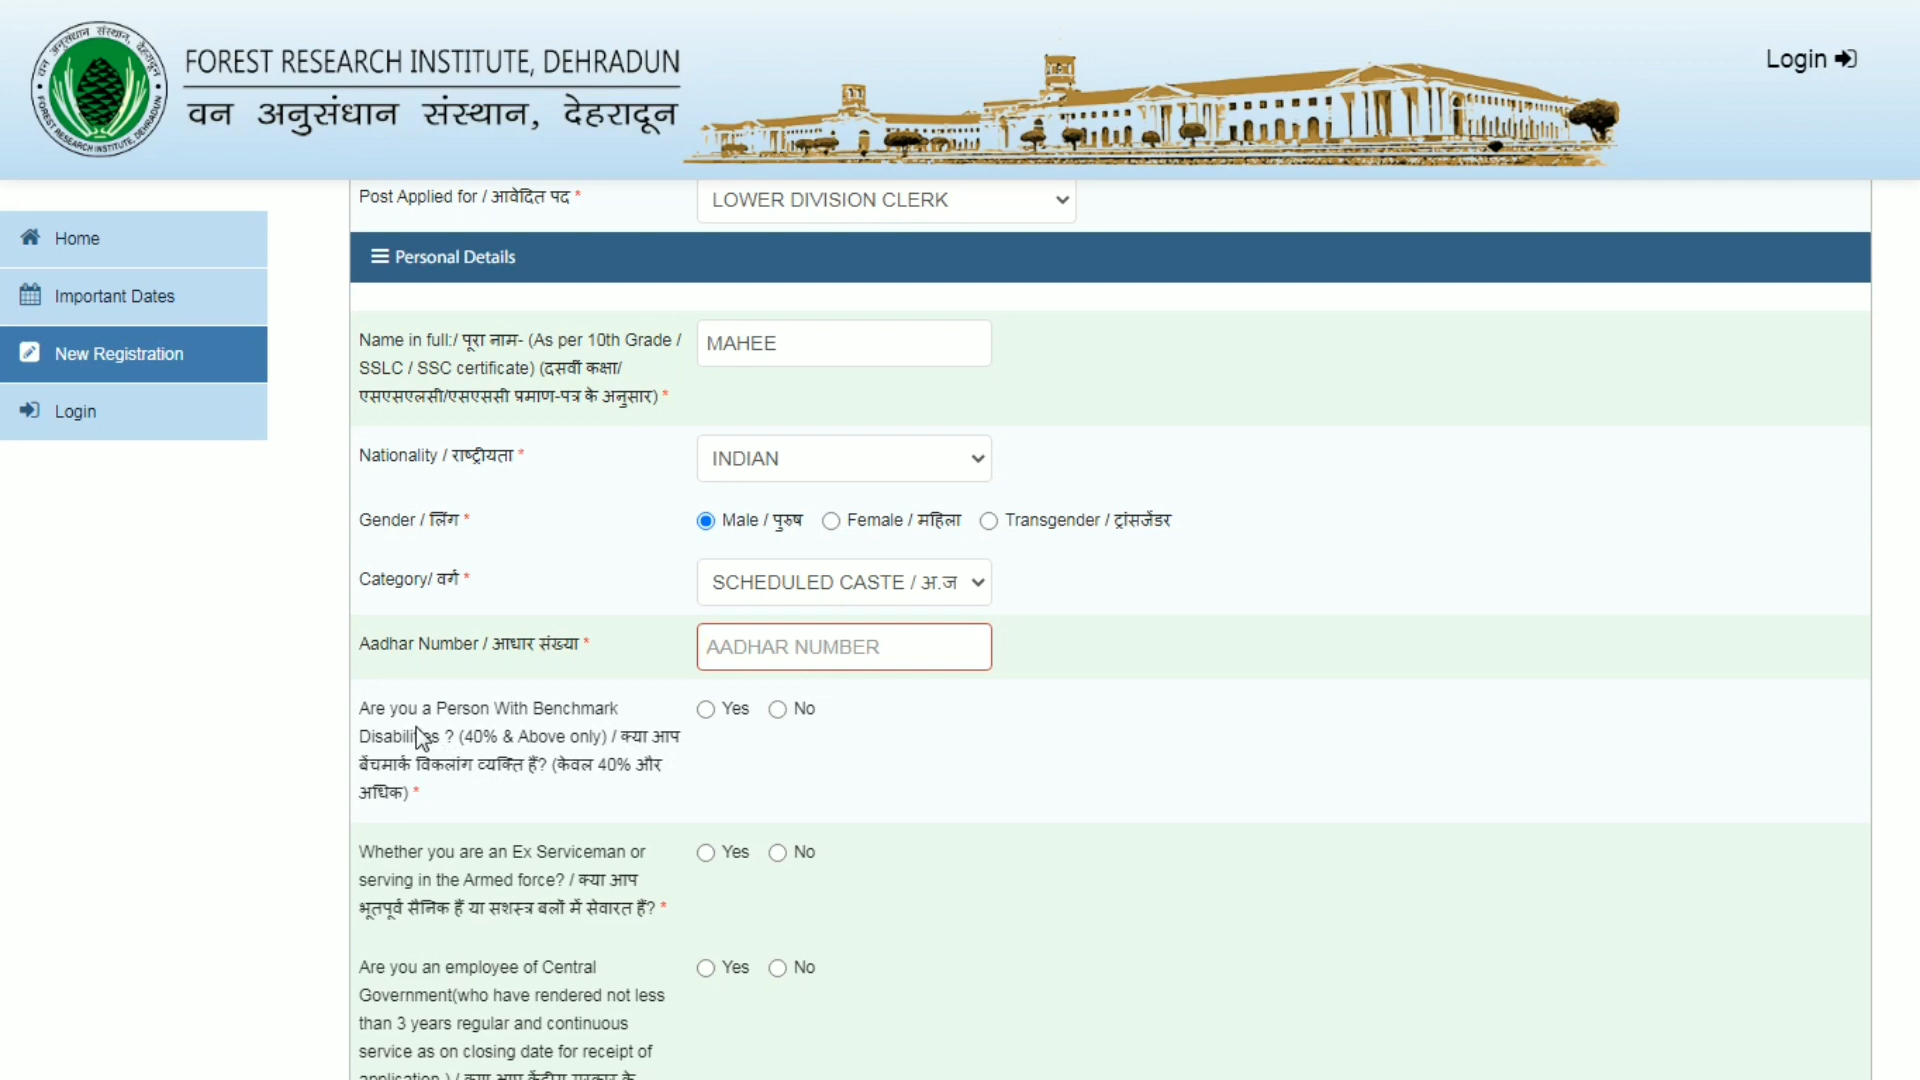 FOREST RESEARCH INSTITUTE, DEHRADUN
वन अनुसंधान संस्थान, देहरादून
Login
Home
Important Dates
New Registration
Login
Post Applied for / आवेदित पद *
LOWER DIVISION CLERK
Personal Details
Name in full:/ पूरा नाम- (As per 10th Grade /
SSLC / SSC certificate) (दसवीं कक्षा/
एसएसएलसी/एसएससी प्रमाण-पत्र के अनुसार) *
MAHEE
Nationality / राष्ट्रीयता *
INDIAN
Gender / लिंग *
Male / पुरुष Female / महिला Transgender / ट्रांसजेंडर
Category/ वर्ग *
SCHEDULED CASTE / अ.ज
Aadhar Number / आधार संख्या *
AADHAR NUMBER
Are you a Person With Benchmark
Disabilities ? (40% & Above only) / क्या आप
बेंचमार्क विकलांग व्यक्ति हैं? (केवल 40% और
अधिक) *
Yes No
Whether you are an Ex Serviceman or
serving in the Armed force? / क्या आप
भूतपूर्व सैनिक हैं या सशस्त्र बलों में सेवारत हैं? *
Yes No
Are you an employee of Central
Government(who have rendered not less
than 3 years regular and continuous
service as on closing date for receipt of
application.) / क्या आप केंद्रीय सरकार के
Yes No